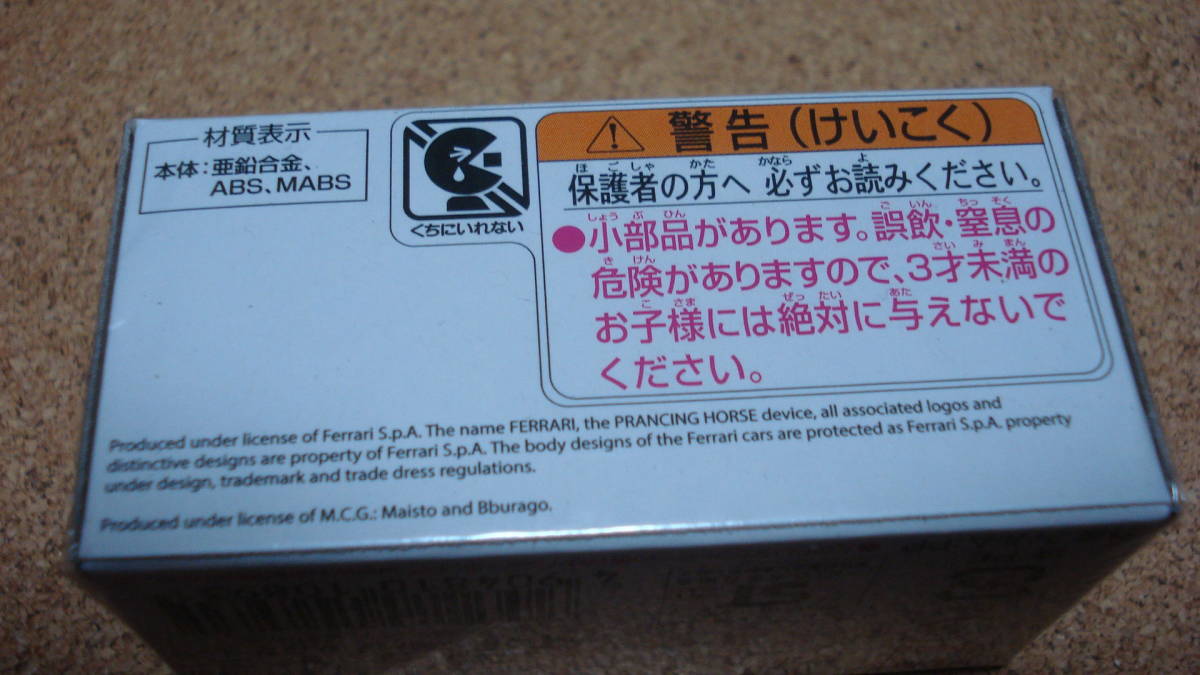 材質表示
本体：亜鉛合金、
ABS、MABS
くちにいれない
警告（けいこく）
ほごしゃ かた かなら よ
保護者の方へ 必ずお読みください。
しょうぶひん ごいん ちっそく
●小部品があります。誤飲・窒息の
きけん さいみまん
危険がありますので、3才未満の
こさま ぜったい あた
お子様には絶対に与えないで
ください。
Produced under license of Ferrari S.p.A. The name FERRARI, the PRANCING HORSE device, all associated logos and
distinctive designs are property of Ferrari S.p.A. The body designs of the Ferrari cars are protected as Ferrari S.p.A. property
under design, trademark and trade dress regulations.
Produced under license of M.C.G.: Maisto and Bburago.